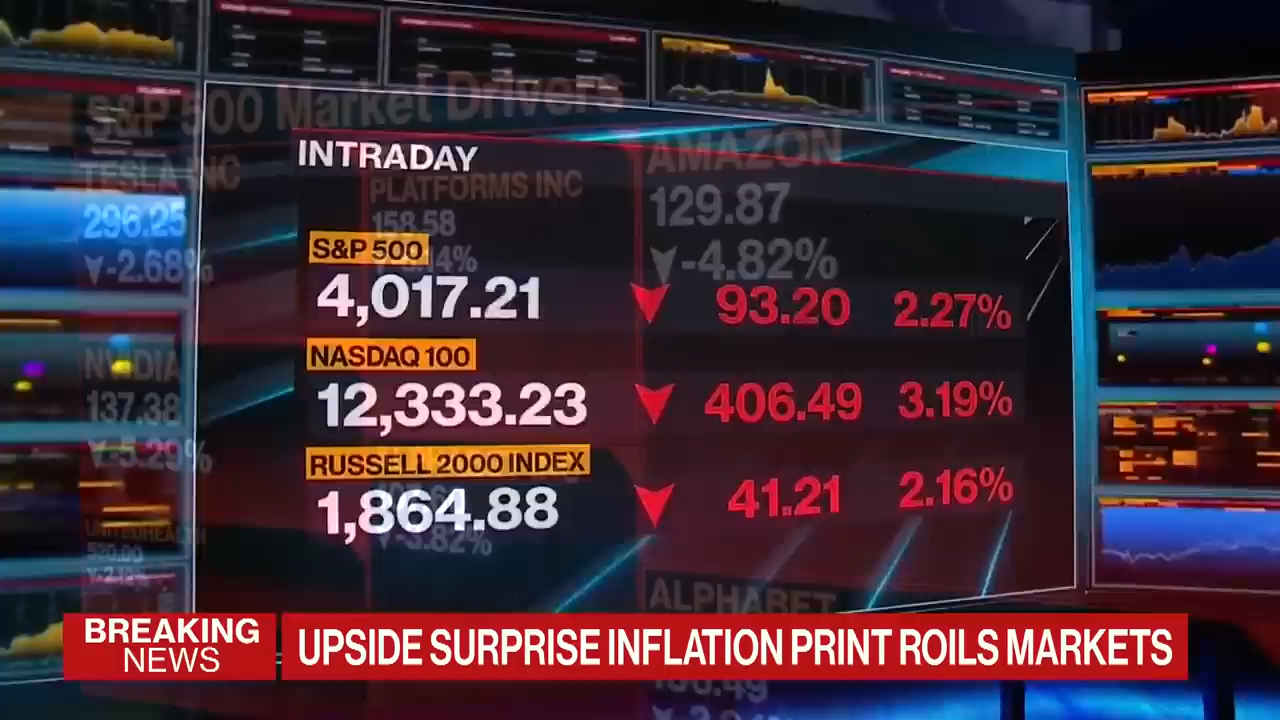 S&P 500 Market Drivers
INTRADAY
TESLA INC
296.25
-2.68%
PLATFORMS INC
158.58
AMAZON
129.87
-4.82%
S&P 500
4,017.21 93.20 2.27%
NASDAQ 100
12,333.23 406.49 3.19%
NVIDIA
137.38
-5.29%
RUSSELL 2000 INDEX
1,864.88 41.21 2.16%
-3.82%
ALPHABET
BREAKING
NEWS
UPSIDE SURPRISE INFLATION PRINT ROILS MARKETS